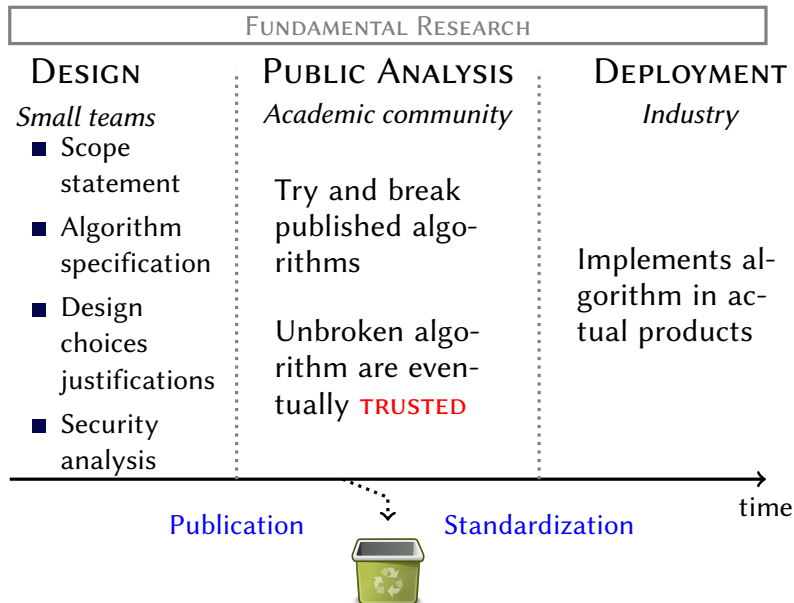 FUNDAMENTAL RESEARCH
DESIGN
Small teams
Scope
statement
Algorithm
specification
Design
choices
justifications
Security
analysis
PUBLIC ANALYSIS
Academic community
Try and break
published algo-
rithms
Unbroken algo-
rithm are even-
tually TRUSTED
DEPLOYMENT
Industry
Implements al-
gorithm in ac-
tual products
time
Publication
Standardization